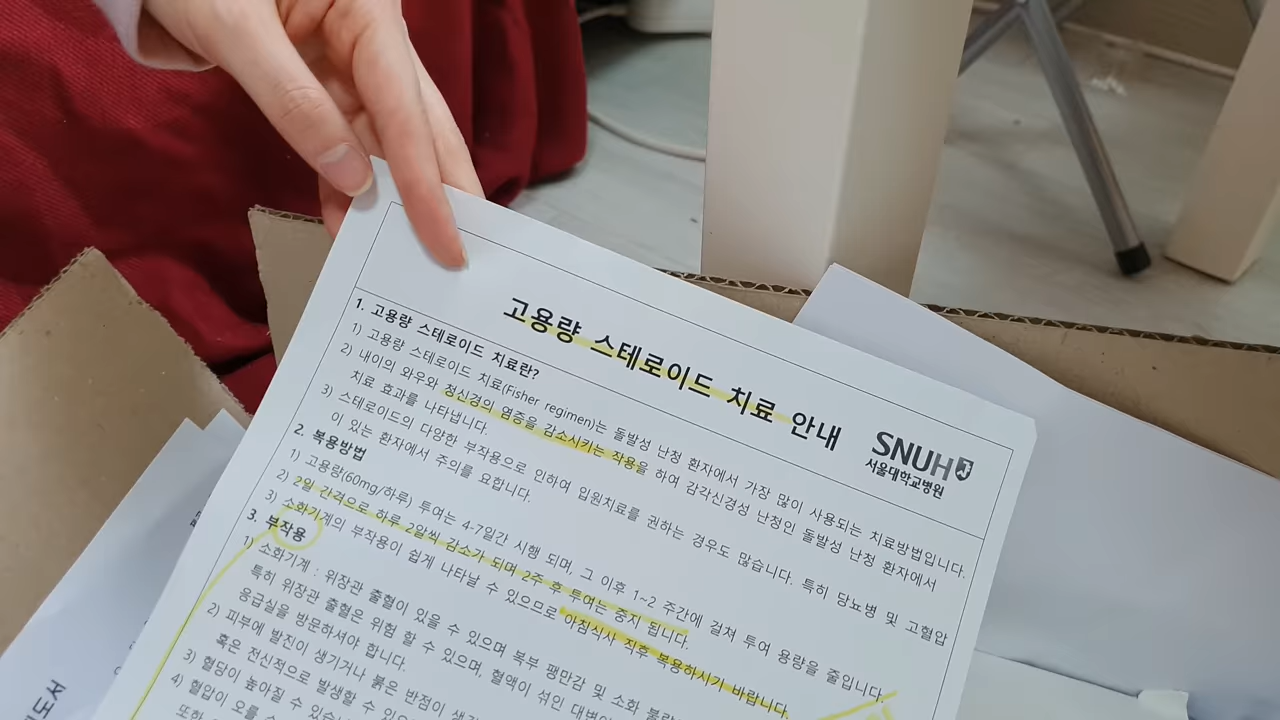 고용량 스테로이드 치료 안내
SNUH
서울대학교병원
1. 고용량 스테로이드 치료란?
1) 고용량 스테로이드 치료(Fisher regimen)는 돌발성 난청 환자에서 가장 많이 사용되는 치료방법입니다.
2) 내이의 와우와 청신경의 염증을 감소시키는 작용을 하여 감각신경성 난청인 돌발성 난청 환자에서
치료 효과를 나타냅니다.
3) 스테로이드의 다양한 부작용으로 인하여 입원치료를 권하는 경우도 많습니다. 특히 당뇨병 및 고혈압
이 있는 환자에서 주의를 요합니다.
2. 복용방법
1) 고용량(60mg/하루) 투여는 4-7일간 시행 되며, 그 이후 1~2 주간에 걸쳐 투여 용량을 줄입니다.
2) 2일 간격으로 하루 2알씩 감소가 되며 2주 후 투여는 중지 됩니다.
3) 소화기계의 부작용이 쉽게 나타날 수 있으므로 아침식사 직후 복용하시기 바랍니다.
3. 부작용
1) 소화기계 : 위장관 출혈이 있을 수 있으며 복부 팽만감 및 소화 불량
특히 위장관 출혈은 위험 할 수 있으며, 혈액이 섞인 대변이
응급실을 방문하셔야 합니다.
2) 피부에 발진이 생기거나 붉은 반점이
혹은 전신적으로 발생할 수
3) 혈당이 높아질 수
4) 혈압이 오를 수
또한